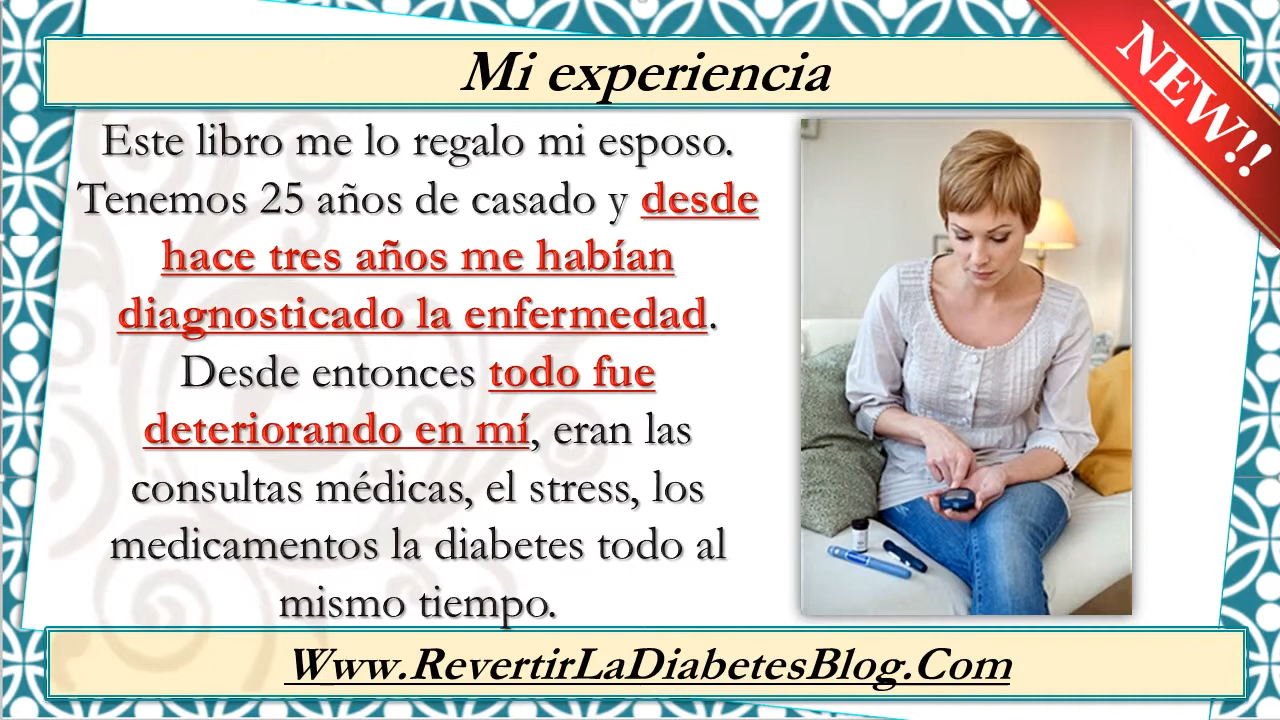 Mi experiencia
NEW!!
Este libro me lo regalo mi esposo.
Tenemos 25 años de casado y desde
hace tres años me habían
diagnosticado la enfermedad.
Desde entonces todo fue
deteriorando en mí, eran las
consultas médicas, el stress, los
medicamentos la diabetes todo al
mismo tiempo.
Www.RevertirLaDiabetesBlog.Com